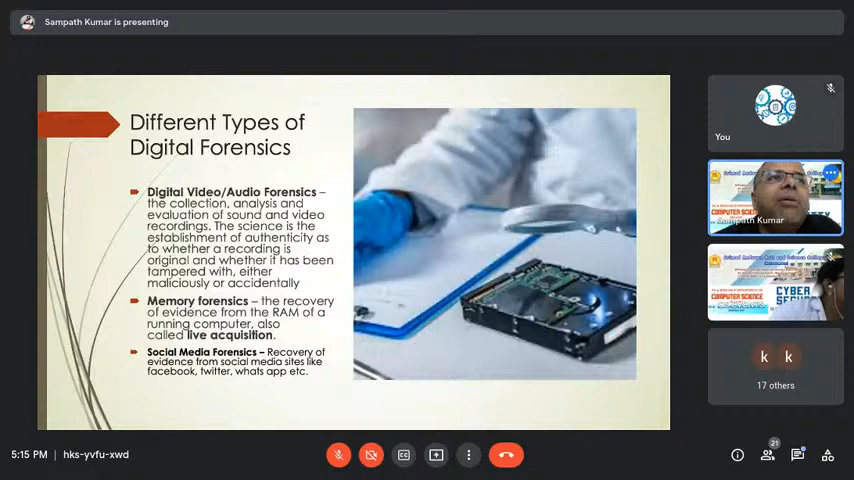 Sampath Kumar is presenting
Different Types of
Digital Forensics
Digital Video/Audio Forensics –
the collection, analysis and
evaluation of sound and video
recordings. The science is the
establishment of authenticity as
to whether a recording is
original and whether it has been
tampered with, either
maliciously or accidentally
Memory forensics – the recovery
of evidence from the RAM of a
running computer, also
called live acquisition.
Social Media Forensics – Recovery of
evidence from social media sites like
facebook, twitter, whats app etc.
You
COMPUTER SCIENCE
Sampath Kumar
COMPUTER SCIENCE
CYBER
k k
17 others
5:15 PM | hks-yvfu-xwd
CC
21